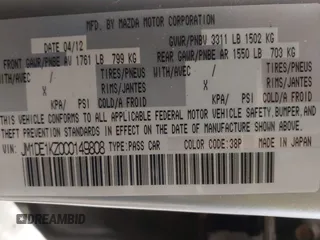 MFD. BY MAZDA MOTOR CORPORATION
DATE 04/12 GVWR/PNBV 3311 LB 1502 KG
FRONT GAWR/PNBE AV 1761 LB 799 KG REAR GAWR/PNBE AR 1550 LB 703 KG
WITH/AVEC TIRES/PNEUS WITH/AVEC TIRES/PNEUS
X RIMS/JANTES X RIMS/JANTES
KPA/ PSI COLD/A FROID KPA/ PSI COLD/A FROID
THIS VEHICLE CONFORMS TO ALL APPLICABLE FEDERAL MOTOR VEHICLE SAFETY, BUMPER, AND
THEFT PREVENTION STANDARDS IN EFFECT ON THE DATE OF MANUFACTURE SHOWN ABOVE.
VIN: JM1DE1KZ0C0149808 TYPE: PASS CAR COLOR CODE: 38P MADE IN JAPAN